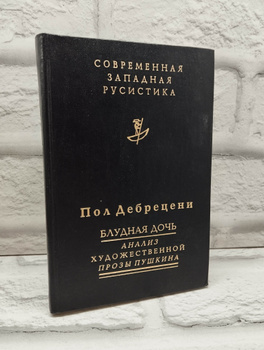 СОВРЕМЕННАЯ
ЗАПАДНАЯ
РУСИСТИКА
Пол Дебрецени
БЛУДНАЯ ДОЧЬ
АНАЛИЗ
ХУДОЖЕСТВЕННОЙ
ПРОЗЫ ПУШКИНА